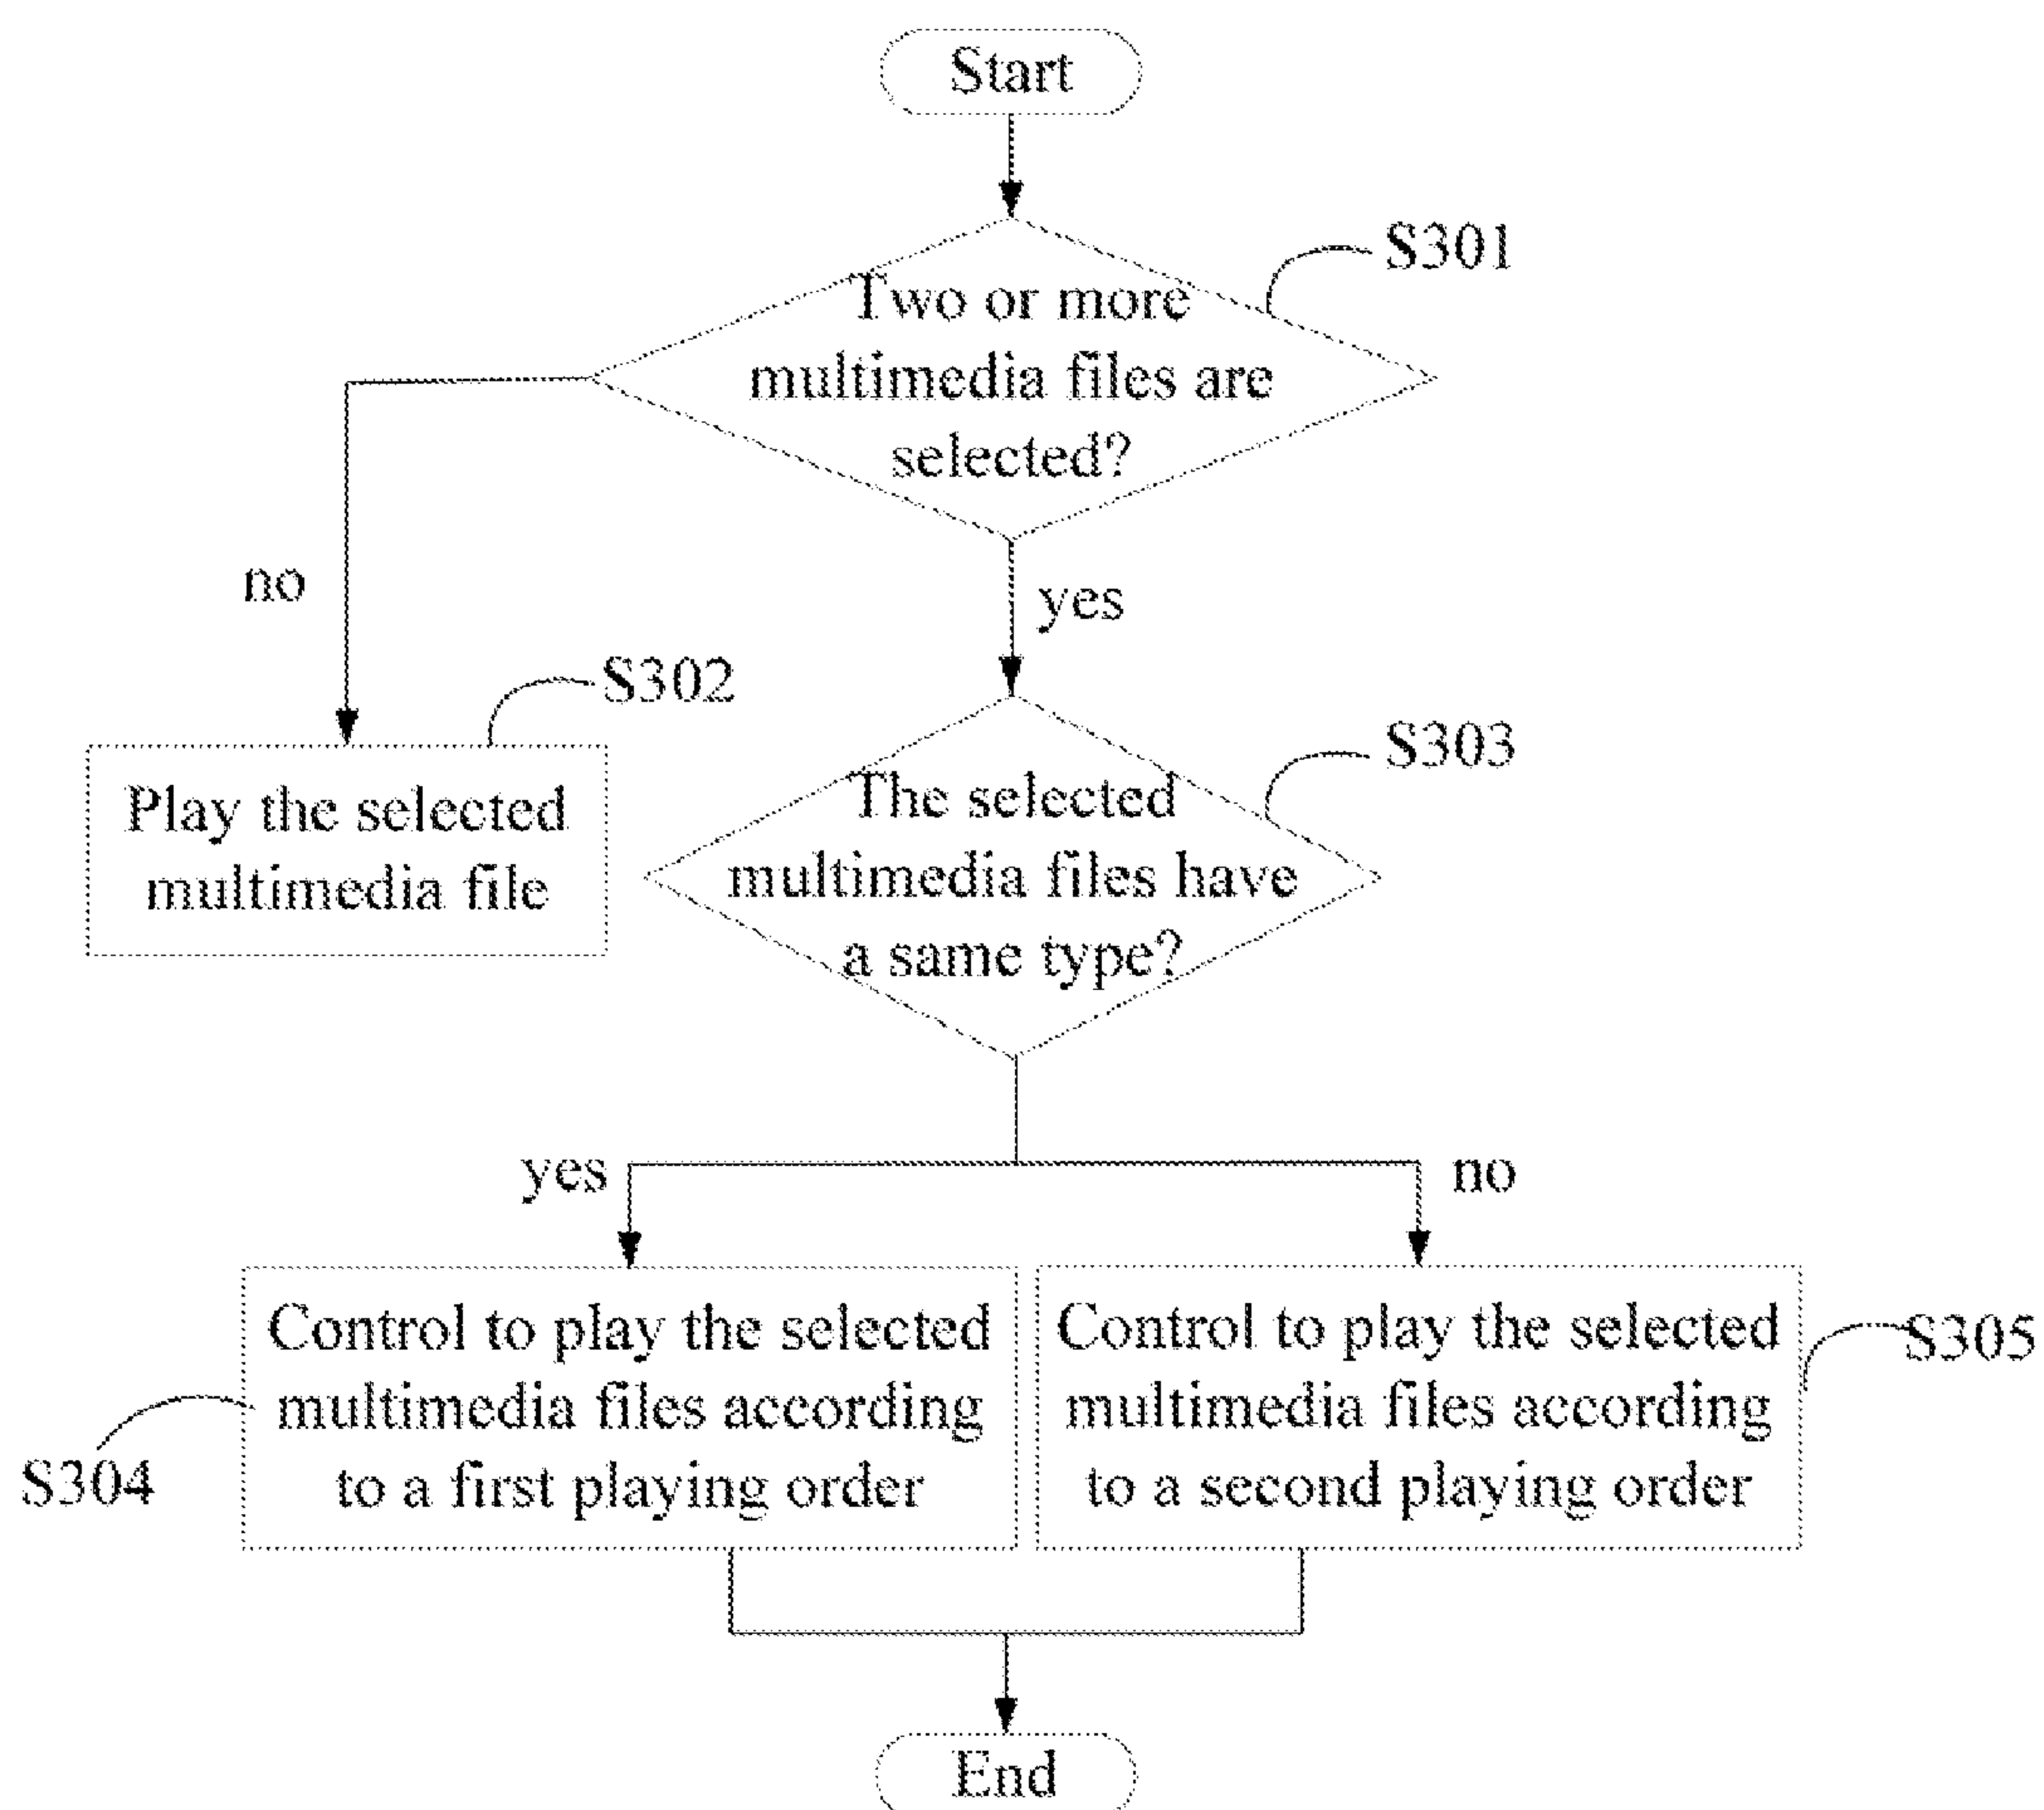 Start
S301
Two or more
multimedia files are
selected?
no
yes
S302
Play the selected
multimedia file
S303
The selected
multimedia files have
a same type?
yes
no
Control to play the selected
multimedia files according
to a first playing order
S304
Control to play the selected
multimedia files according
to a second playing order
S305
End